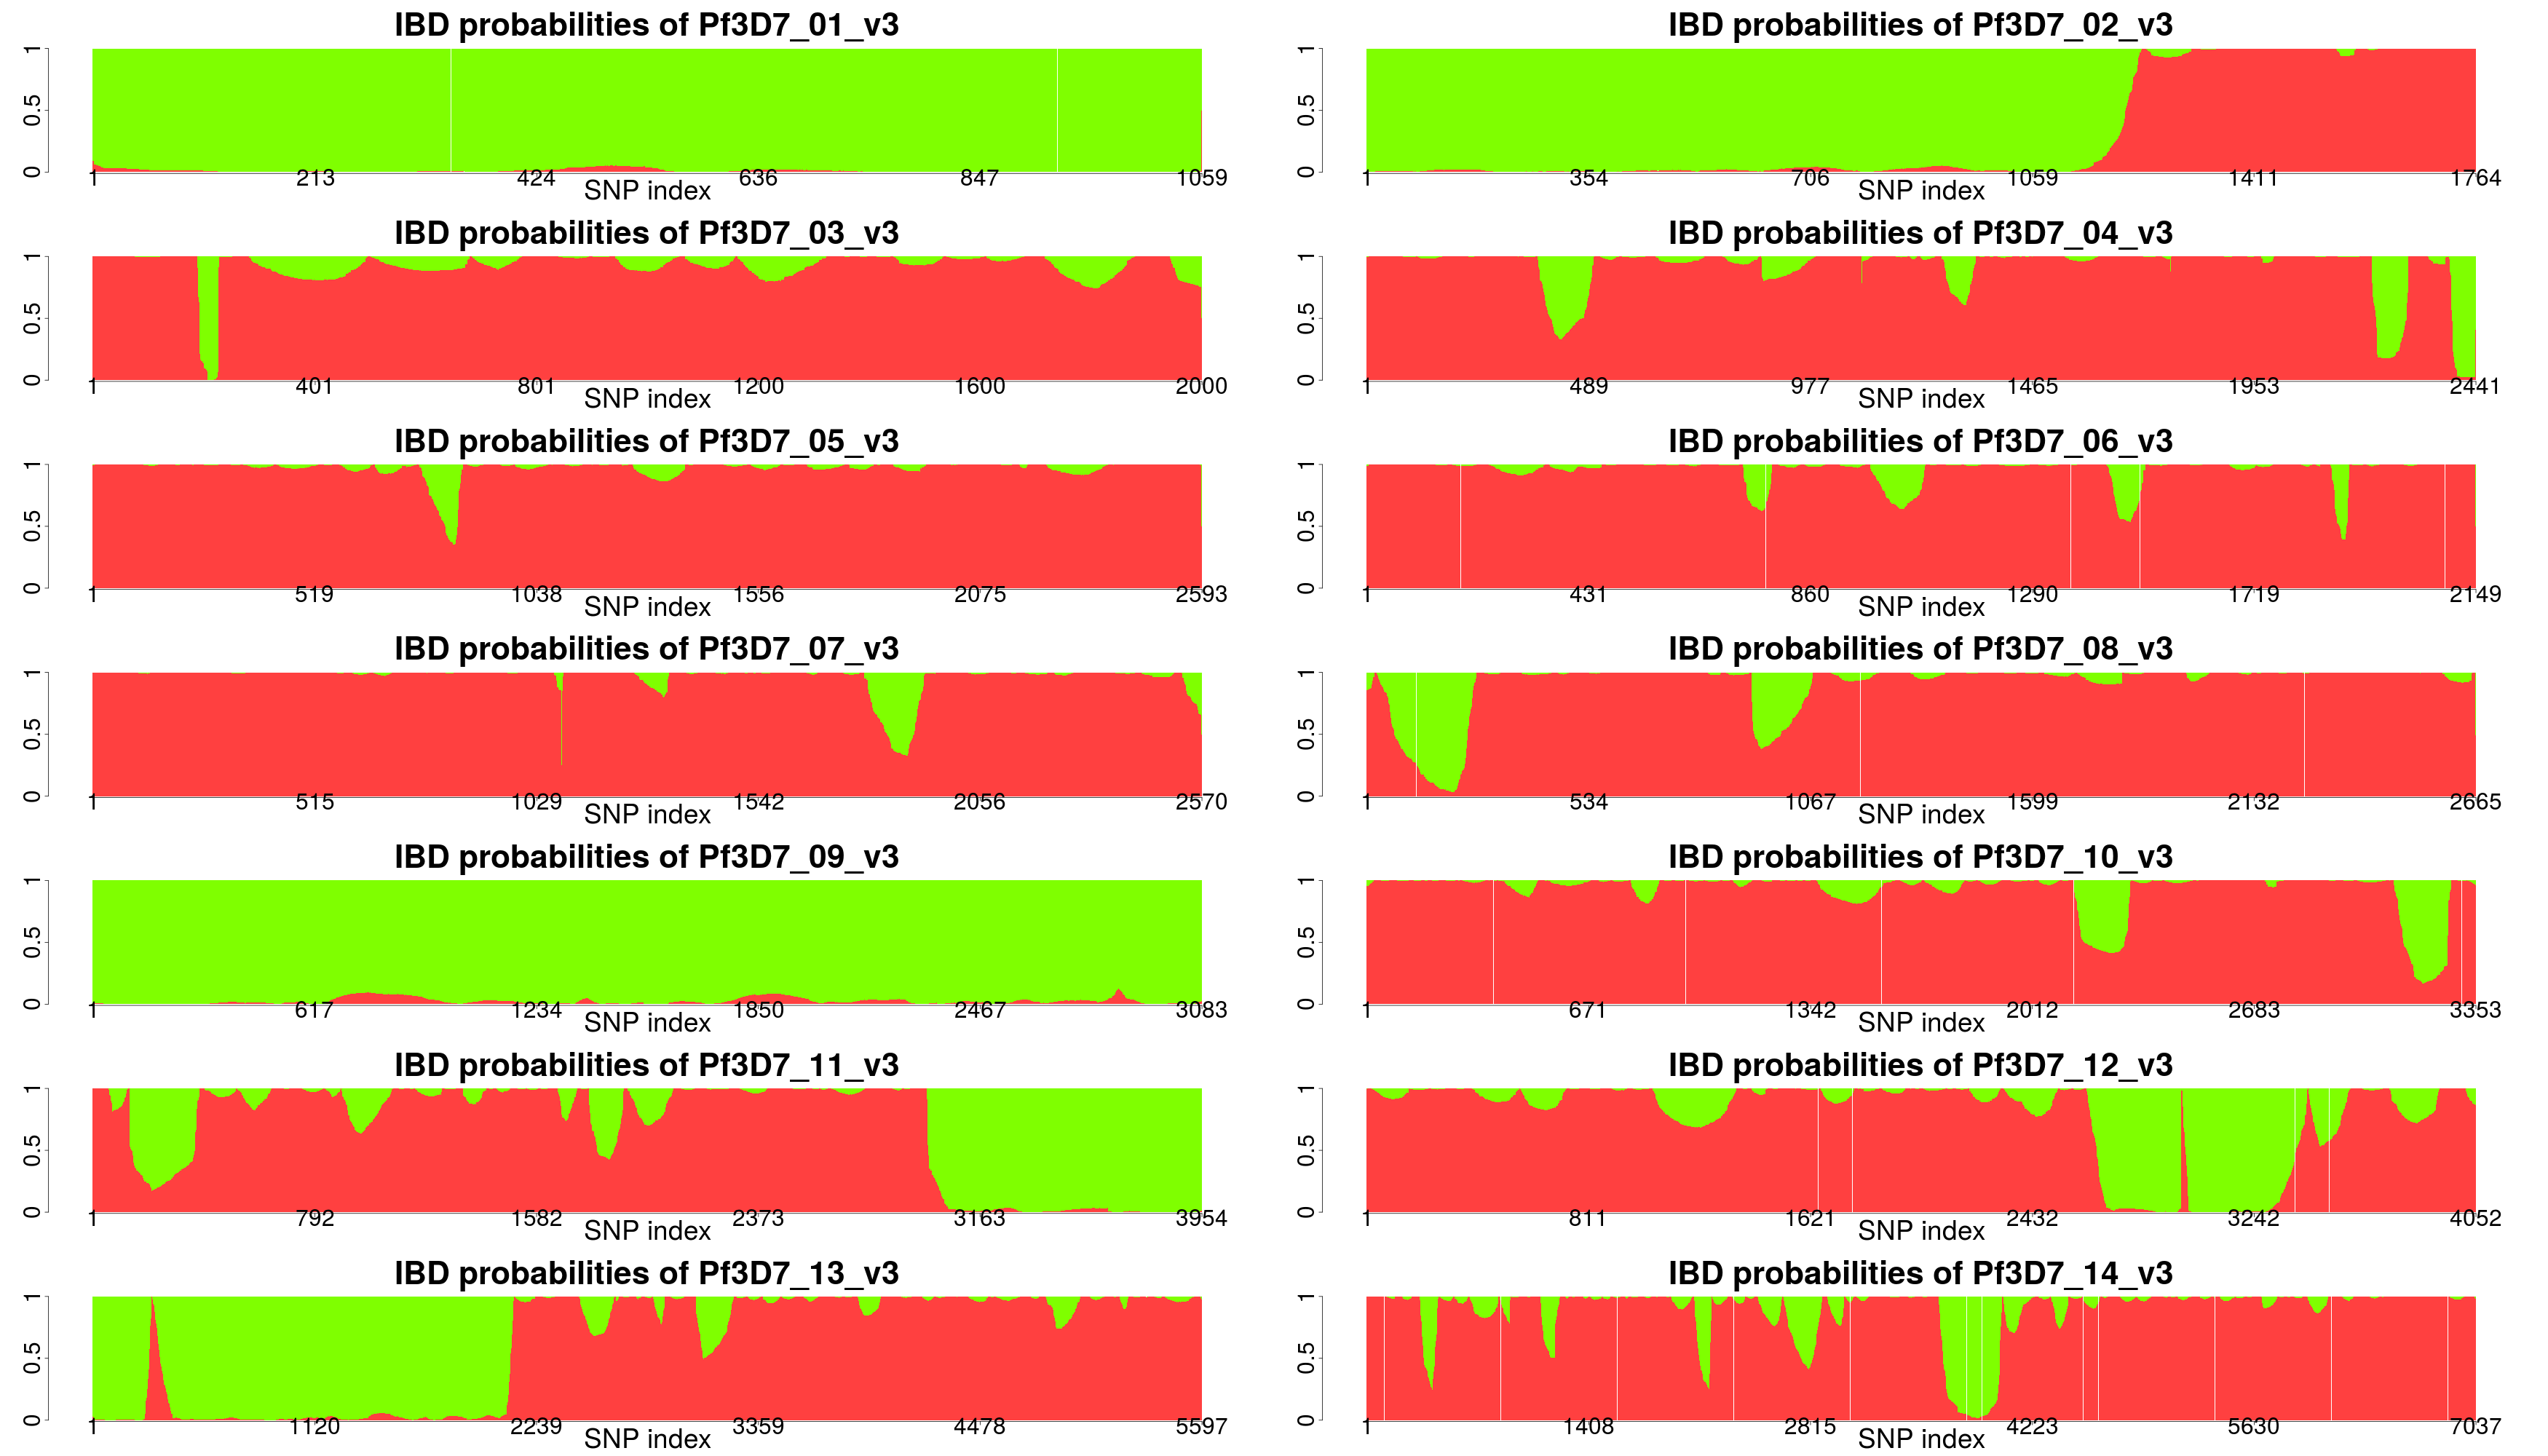 IBD probabilities of Pf3D7_01_v3
0 0.5 1
1 213 424 636 847 1059
SNP index
IBD probabilities of Pf3D7_02_v3
0 0.5 1
1 354 706 1059 1411 1764
SNP index
IBD probabilities of Pf3D7_03_v3
0 0.5 1
1 401 801 1200 1600 2000
SNP index
IBD probabilities of Pf3D7_04_v3
0 0.5 1
1 489 977 1465 1953 2441
SNP index
IBD probabilities of Pf3D7_05_v3
0 0.5 1
1 519 1038 1556 2075 2593
SNP index
IBD probabilities of Pf3D7_06_v3
0 0.5 1
1 431 860 1290 1719 2149
SNP index
IBD probabilities of Pf3D7_07_v3
0 0.5 1
1 515 1029 1542 2056 2570
SNP index
IBD probabilities of Pf3D7_08_v3
0 0.5 1
1 534 1067 1599 2132 2665
SNP index
IBD probabilities of Pf3D7_09_v3
0 0.5 1
1 617 1234 1850 2467 3083
SNP index
IBD probabilities of Pf3D7_10_v3
0 0.5 1
1 671 1342 2012 2683 3353
SNP index
IBD probabilities of Pf3D7_11_v3
0 0.5 1
1 792 1582 2373 3163 3954
SNP index
IBD probabilities of Pf3D7_12_v3
0 0.5 1
1 811 1621 2432 3242 4052
SNP index
IBD probabilities of Pf3D7_13_v3
0 0.5 1
1 1120 2239 3359 4478 5597
SNP index
IBD probabilities of Pf3D7_14_v3
0 0.5 1
1 1408 2815 4223 5630 7037
SNP index